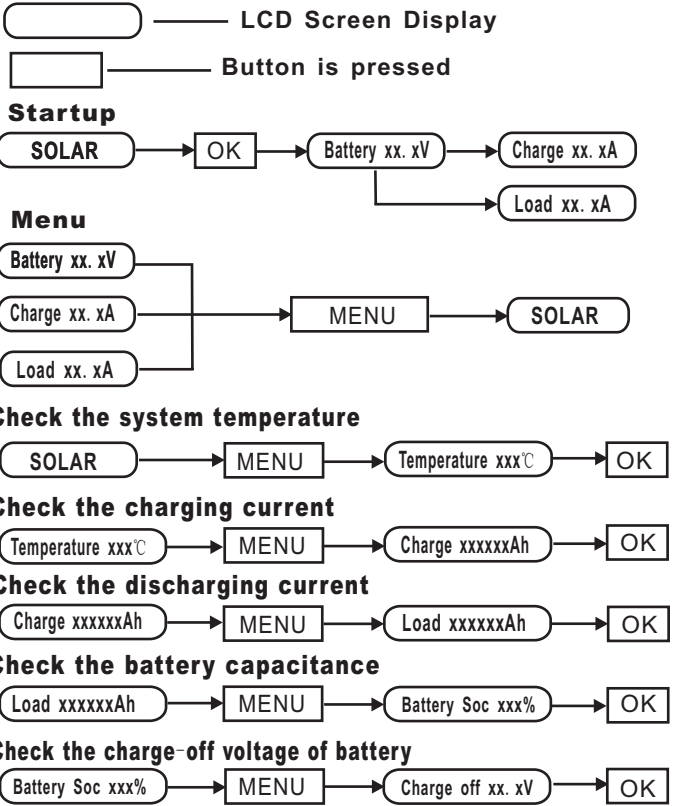 LCD Screen Display
Button is pressed
Startup
SOLAR OK Battery xx. xV Charge xx. xA
Load xx. xA
Menu
Battery xx. xV
Charge xx. xA MENU SOLAR
Load xx. xA
Check the system temperature
SOLAR MENU Temperature xxx℃ OK
Check the charging current
Temperature xxx℃ MENU Charge xxxxxxAh OK
Check the discharging current
Charge xxxxxxAh MENU Load xxxxxxAh OK
Check the battery capacitance
Load xxxxxxAh MENU Battery Soc xxx% OK
Check the charge-off voltage of battery
Battery Soc xxx% MENU Charge off xx. xV OK